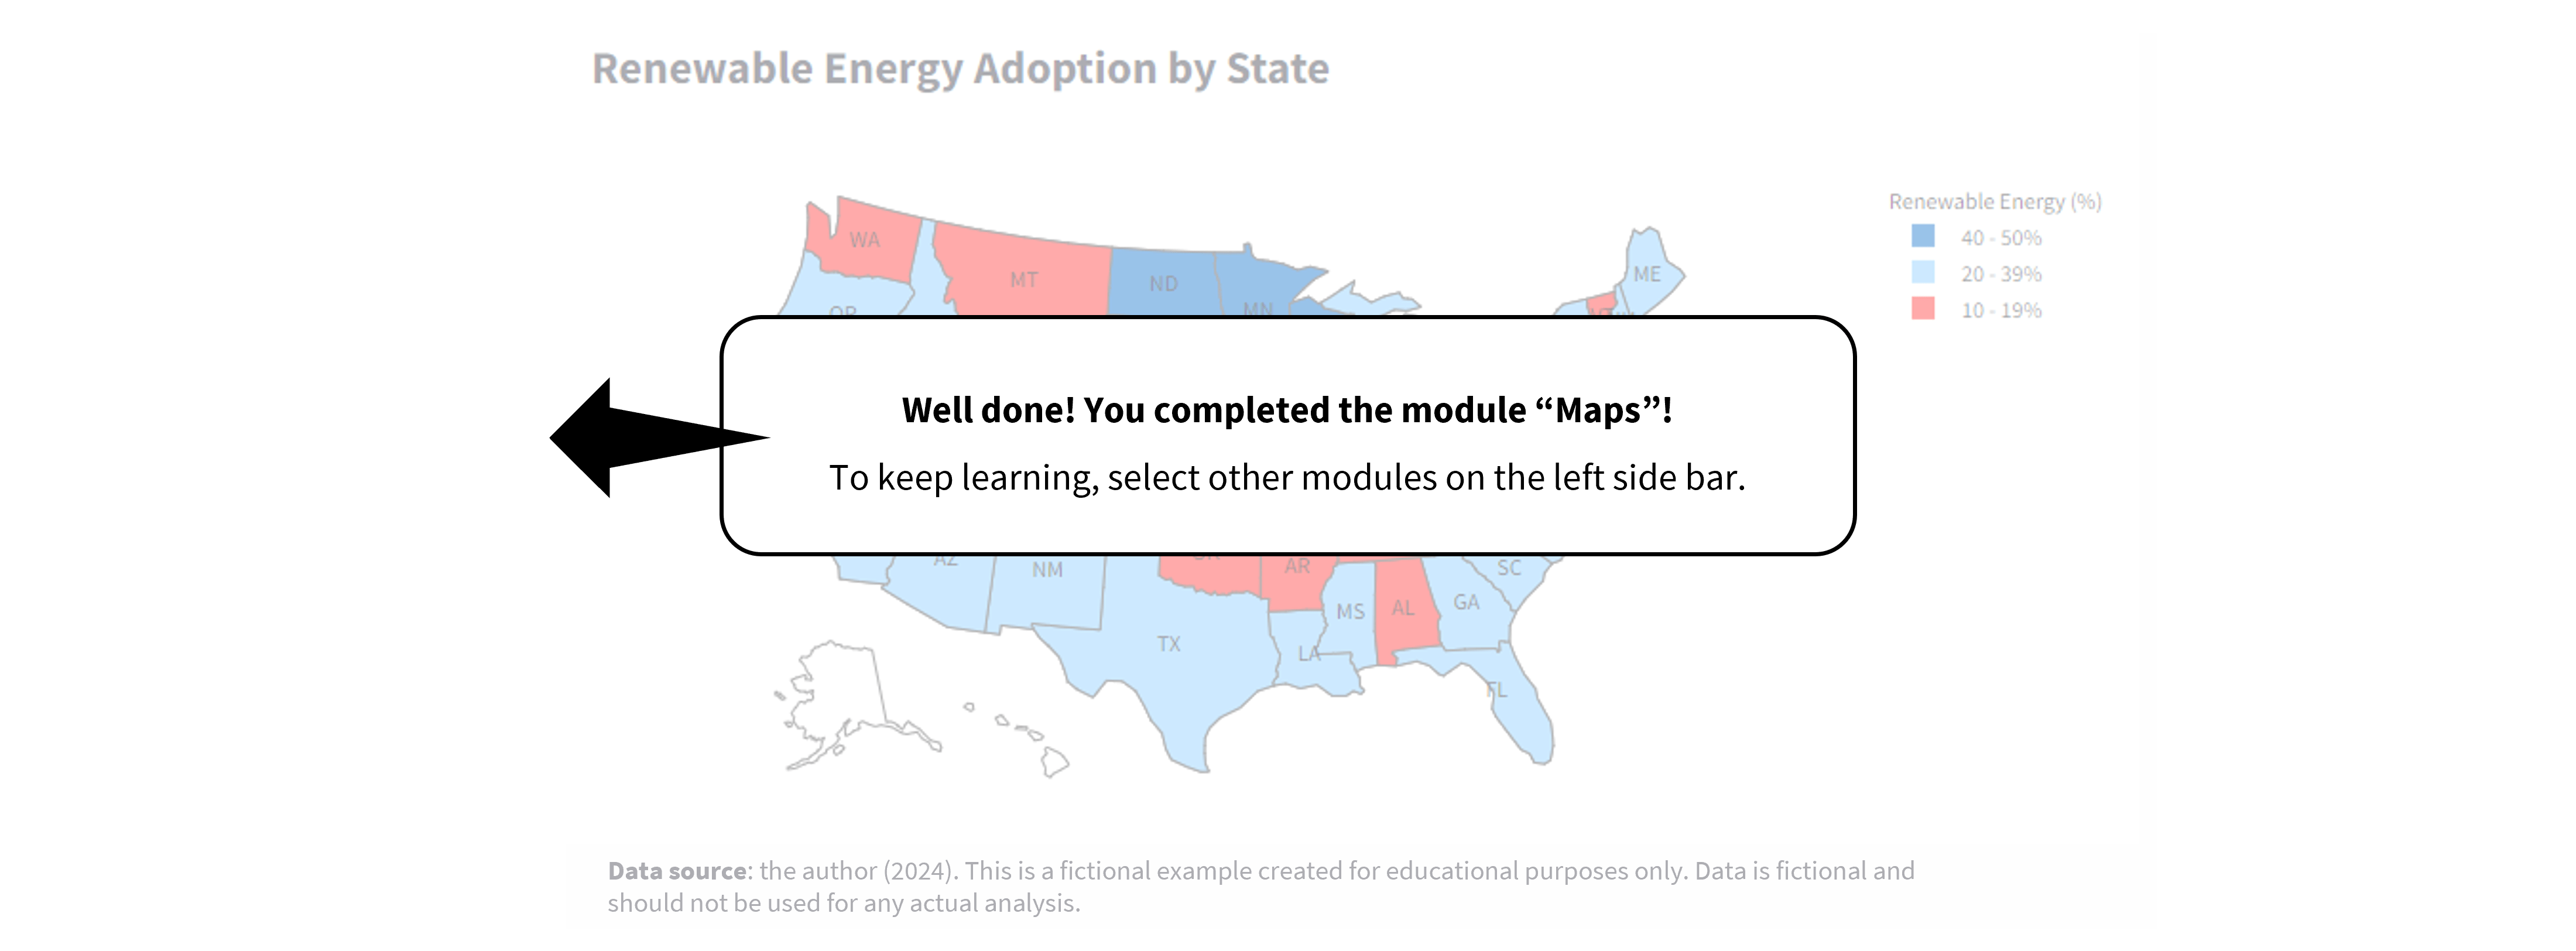 Renewable Energy Adoption by State
Renewable Energy (%)
40 - 50%
20 - 39%
10 - 19%
WA
MT
ND
MN
ME
OR
VT
Well done! You completed the module “Maps”!
To keep learning, select other modules on the left side bar.
AZ
NM
OK
AR
SC
MS
AL
GA
TX
LA
FL
Data source: the author (2024). This is a fictional example created for educational purposes only. Data is fictional and
should not be used for any actual analysis.